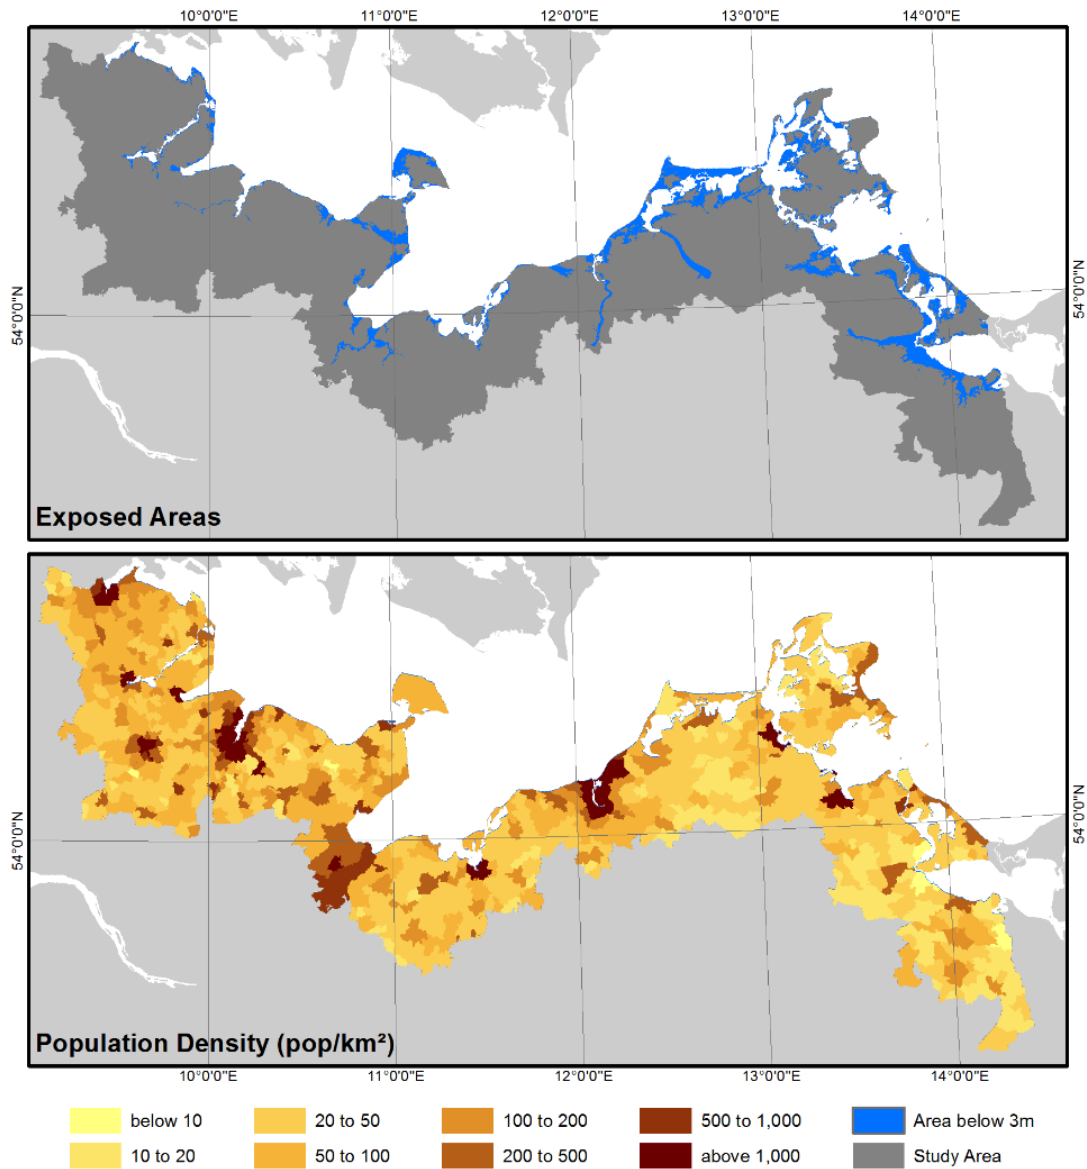 10°0'0"E 11°0'0"E 12°0'0"E 13°0'0"E 14°0'0"E
54°0'0"N
54°0'0"N
Exposed Areas
54°0'0"N
54°0'0"N
Population Density (pop/km²)
10°0'0"E 11°0'0"E 12°0'0"E 13°0'0"E 14°0'0"E
below 10 20 to 50 100 to 200 500 to 1,000 Area below 3m
10 to 20 50 to 100 200 to 500 above 1,000 Study Area